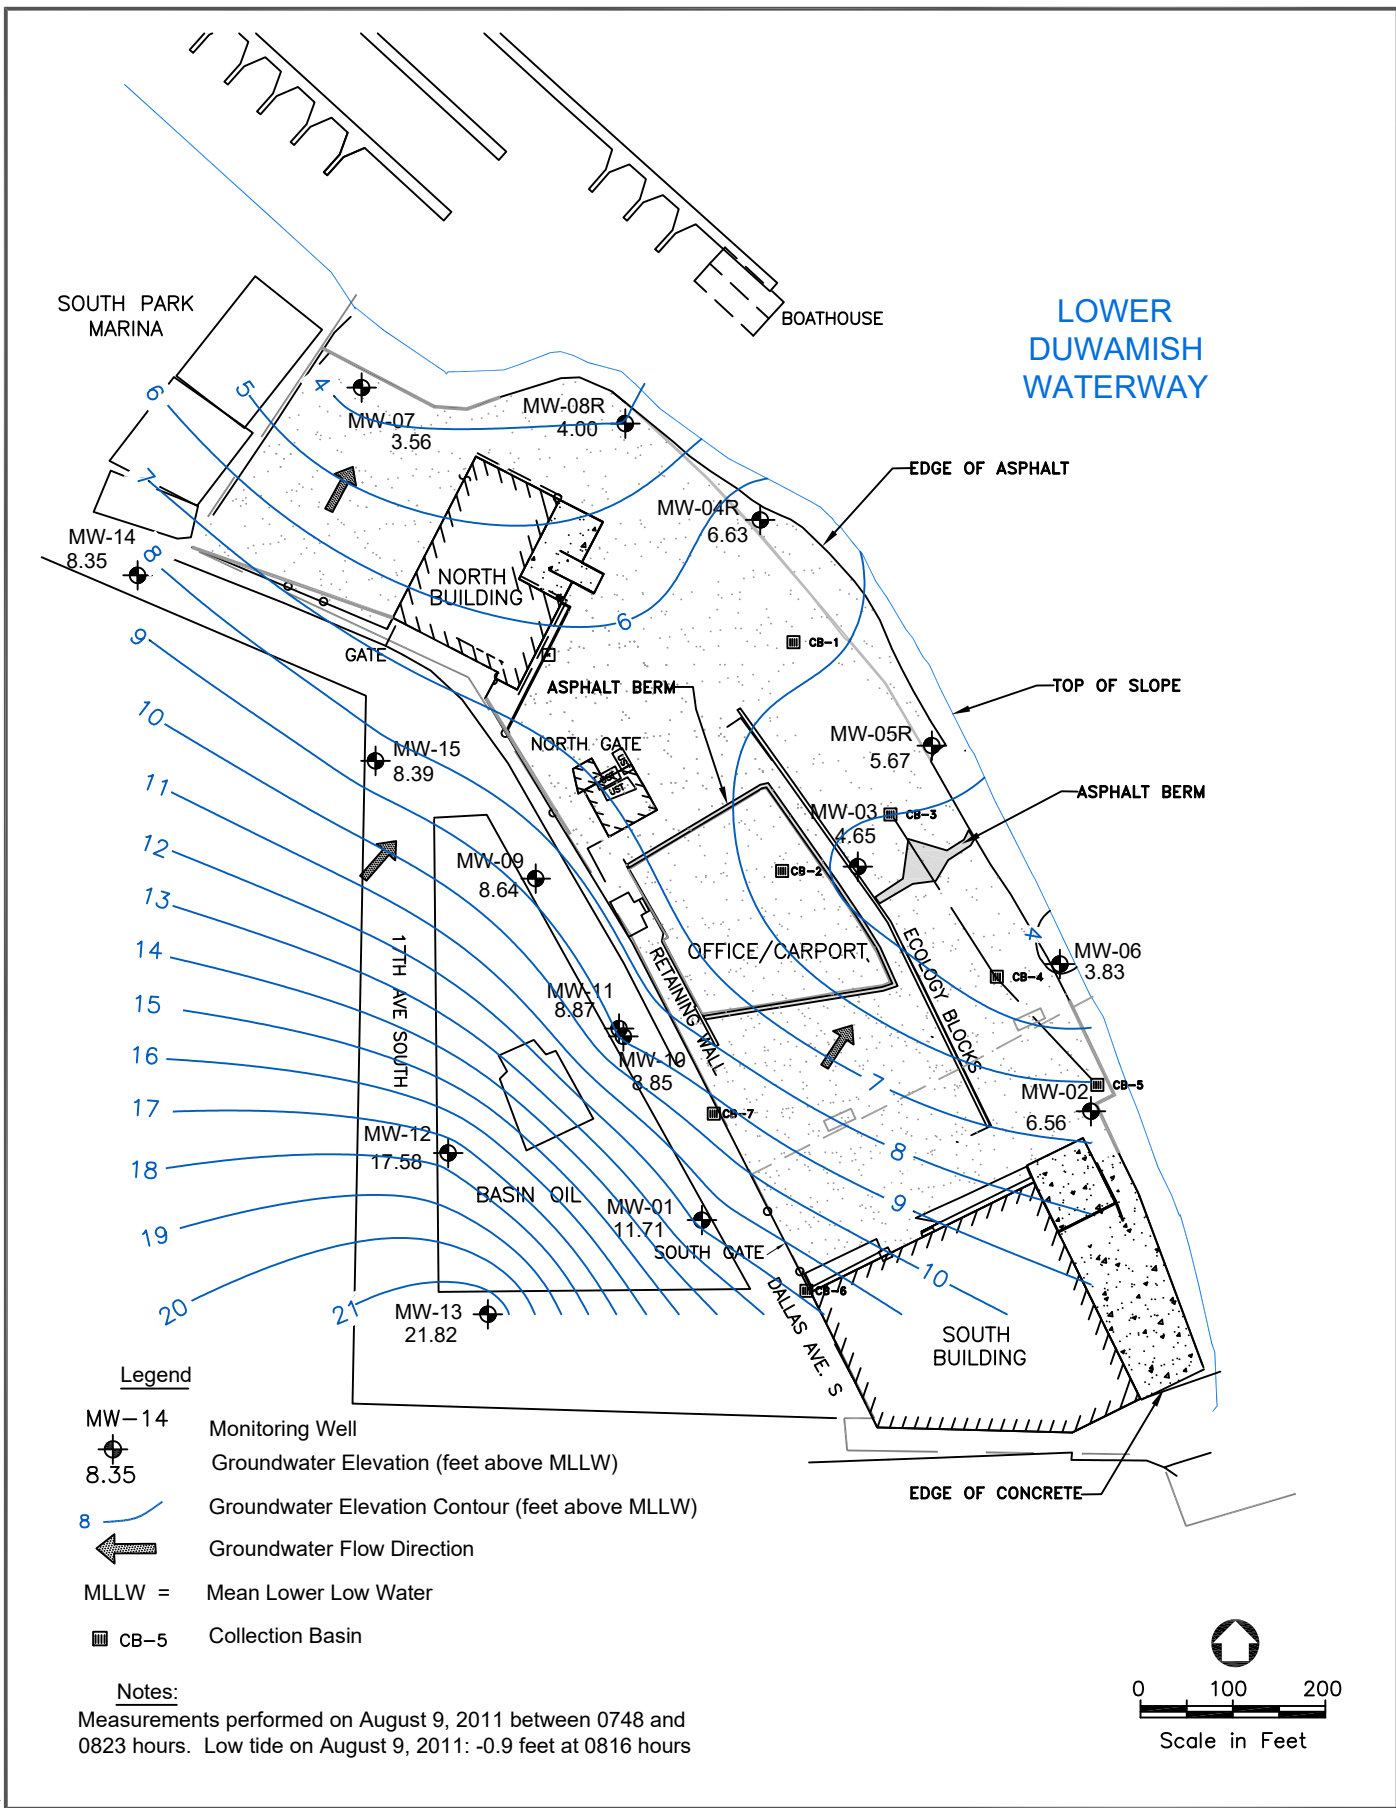 SOUTH PARK
MARINA
BOATHOUSE
LOWER
DUWAMISH
WATERWAY
6
5
4
MW-07
3.56
MW-08R
4.00
EDGE OF ASPHALT
7
MW-04R
6.63
MW-14
8.35
8
NORTH
BUILDING
6
9
GATE
CB-1
ASPHALT BERM
TOP OF SLOPE
10
NORTH GATE
MW-05R
5.67
MW-15
8.39
UST
UST
11
ASPHALT BERM
MW-03
4.65
CB-3
12
MW-09
8.64
CB-2
13
4
14
17TH AVE SOUTH
RETAINING WALL
OFFICE/CARPORT
ECOLOGY BLOCKS
MW-06
3.83
CB-4
15
MW-11
8.87
16
MW-10
8.85
7
CB-5
MW-02
6.56
17
CB-7
MW-12
17.58
8
18
BASIN OIL
MW-01
11.71
9
19
SOUTH GATE
10
20
21
MW-13
21.82
CB-6
DALLAS AVE. S
SOUTH
BUILDING
EDGE OF CONCRETE
Legend
MW-14
8.35
Monitoring Well
Groundwater Elevation (feet above MLLW)
8
Groundwater Elevation Contour (feet above MLLW)
Groundwater Flow Direction
MLLW = Mean Lower Low Water
CB-5 Collection Basin
Notes:
Measurements performed on August 9, 2011 between 0748 and
0823 hours. Low tide on August 9, 2011: -0.9 feet at 0816 hours
0 100 200
Scale in Feet